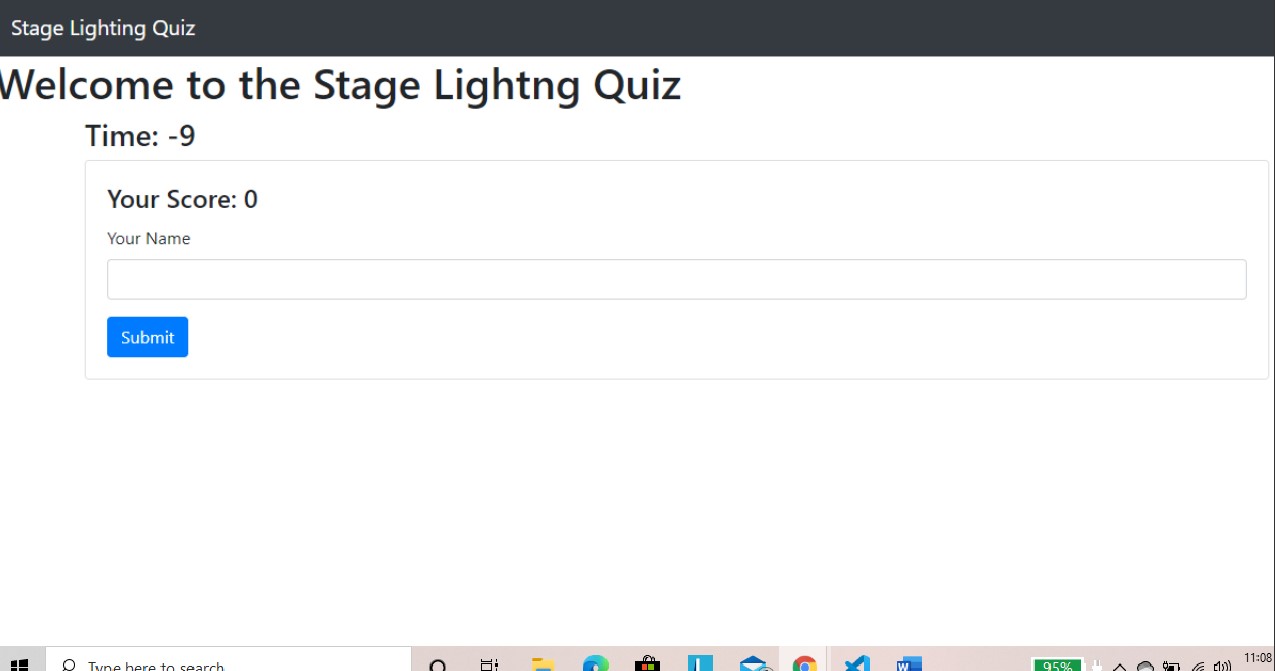 Stage Lighting Quiz
Welcome to the Stage Lightng Quiz
Time: -9
Your Score: 0
Your Name
Submit
Type here to search
95%
11:08